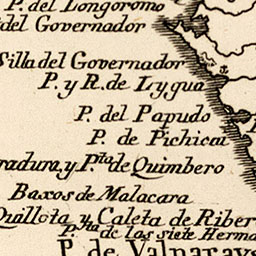 P. del Longoromo
del Governador
Silla del Governador
P. y R. de Lygua
P. del Papudo
P. de Pichicai
radura, y P.ta de Quimbero
Baxos de Malacara
Quillota y Caleta de Riber
P.ta de las siete Herma
P. de Valparays